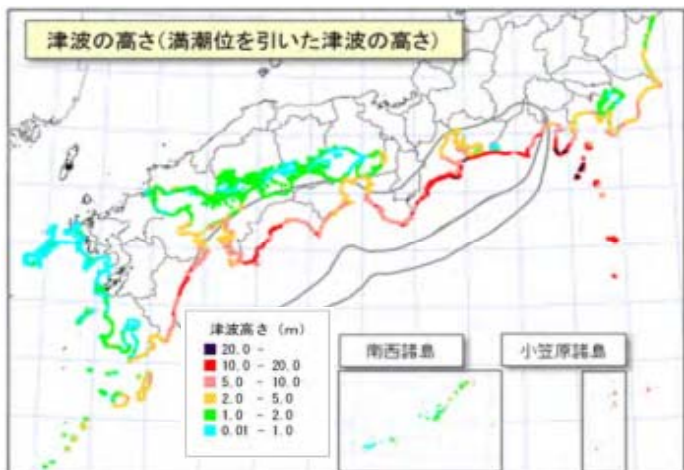 津波の高さ(満潮位を引いた津波の高さ)
津波高さ (m)
20.0 -
10.0 - 20.0
5.0 - 10.0
2.0 - 5.0
1.0 - 2.0
0.01 - 1.0
南西諸島
小笠原諸島